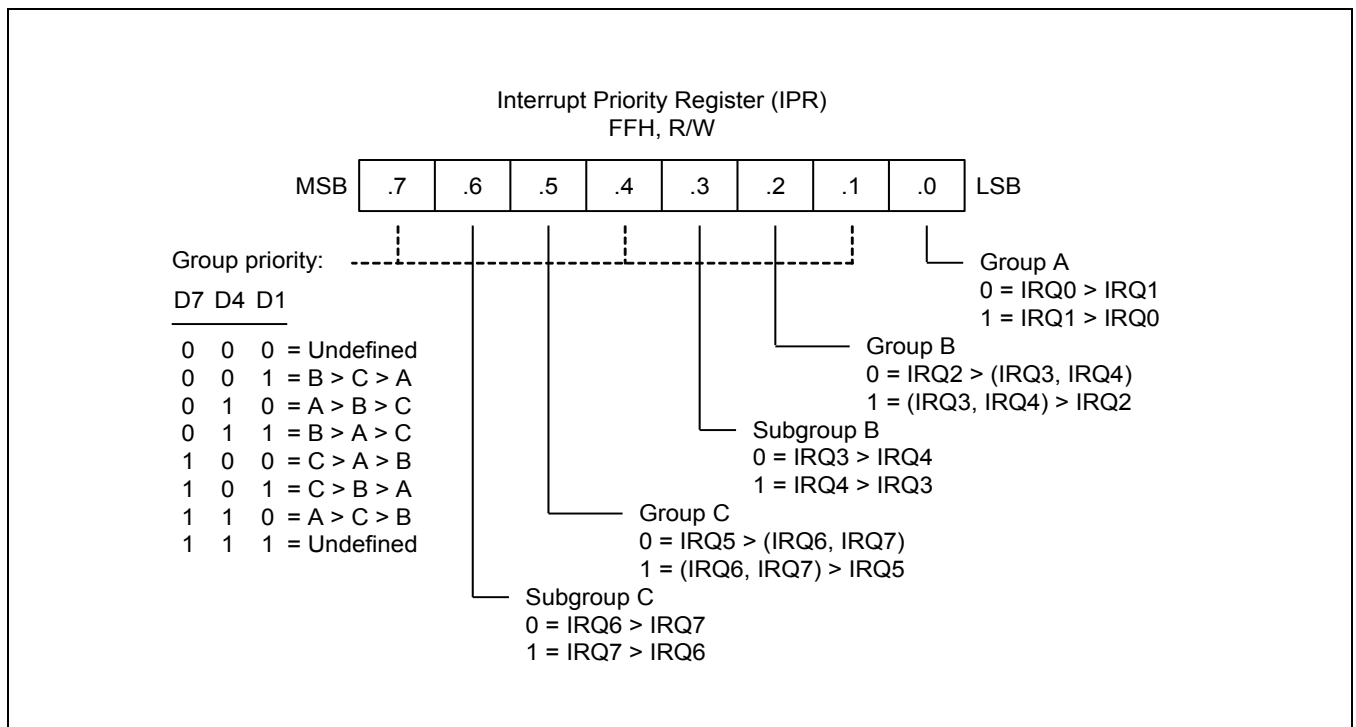 Interrupt Priority Register (IPR)
FFH, R/W
MSB .7 .6 .5 .4 .3 .2 .1 .0 LSB
Group priority:
D7 D4 D1
0 0 0 = Undefined
0 0 1 = B > C > A
0 1 0 = A > B > C
0 1 1 = B > A > C
1 0 0 = C > A > B
1 0 1 = C > B > A
1 1 0 = A > C > B
1 1 1 = Undefined
Group A
0 = IRQ0 > IRQ1
1 = IRQ1 > IRQ0
Group B
0 = IRQ2 > (IRQ3, IRQ4)
1 = (IRQ3, IRQ4) > IRQ2
Subgroup B
0 = IRQ3 > IRQ4
1 = IRQ4 > IRQ3
Group C
0 = IRQ5 > (IRQ6, IRQ7)
1 = (IRQ6, IRQ7) > IRQ5
Subgroup C
0 = IRQ6 > IRQ7
1 = IRQ7 > IRQ6